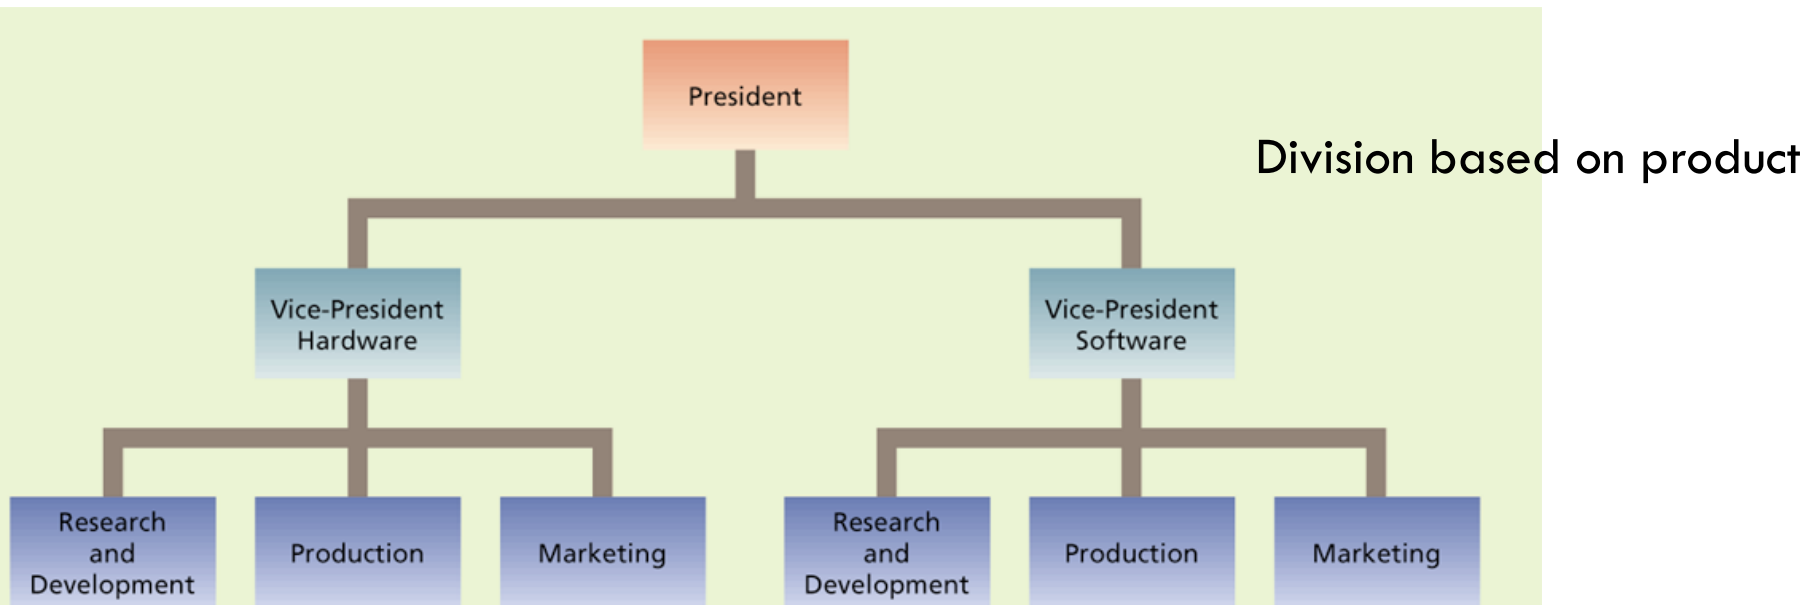 President
Division based on product
Vice-President
Hardware
Vice-President
Software
Research
and
Development
Production
Marketing
Research
and
Development
Production
Marketing